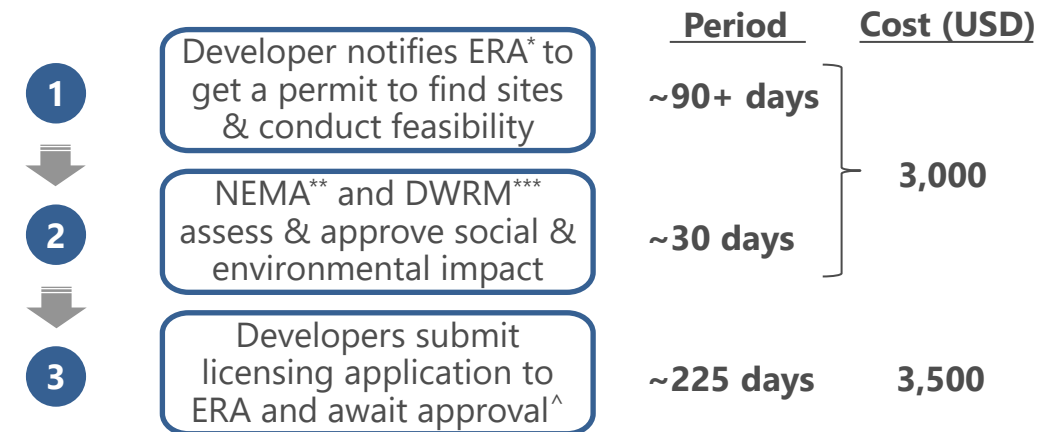 Period Cost (USD)
1
Developer notifies ERA* to
get a permit to find sites
& conduct feasibility
~90+ days
3,000
2
NEMA** and DWRM***
assess & approve social &
environmental impact
~30 days
3
Developers submit
licensing application to
ERA and await approval^
~225 days 3,500